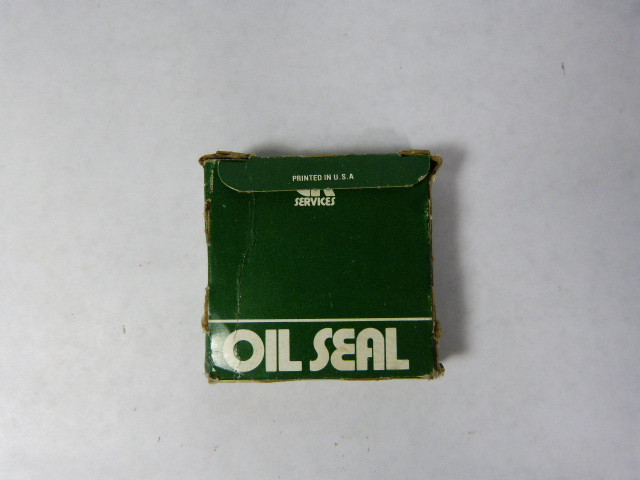 PRINTED IN U.S.A
SERVICES
OIL SEAL